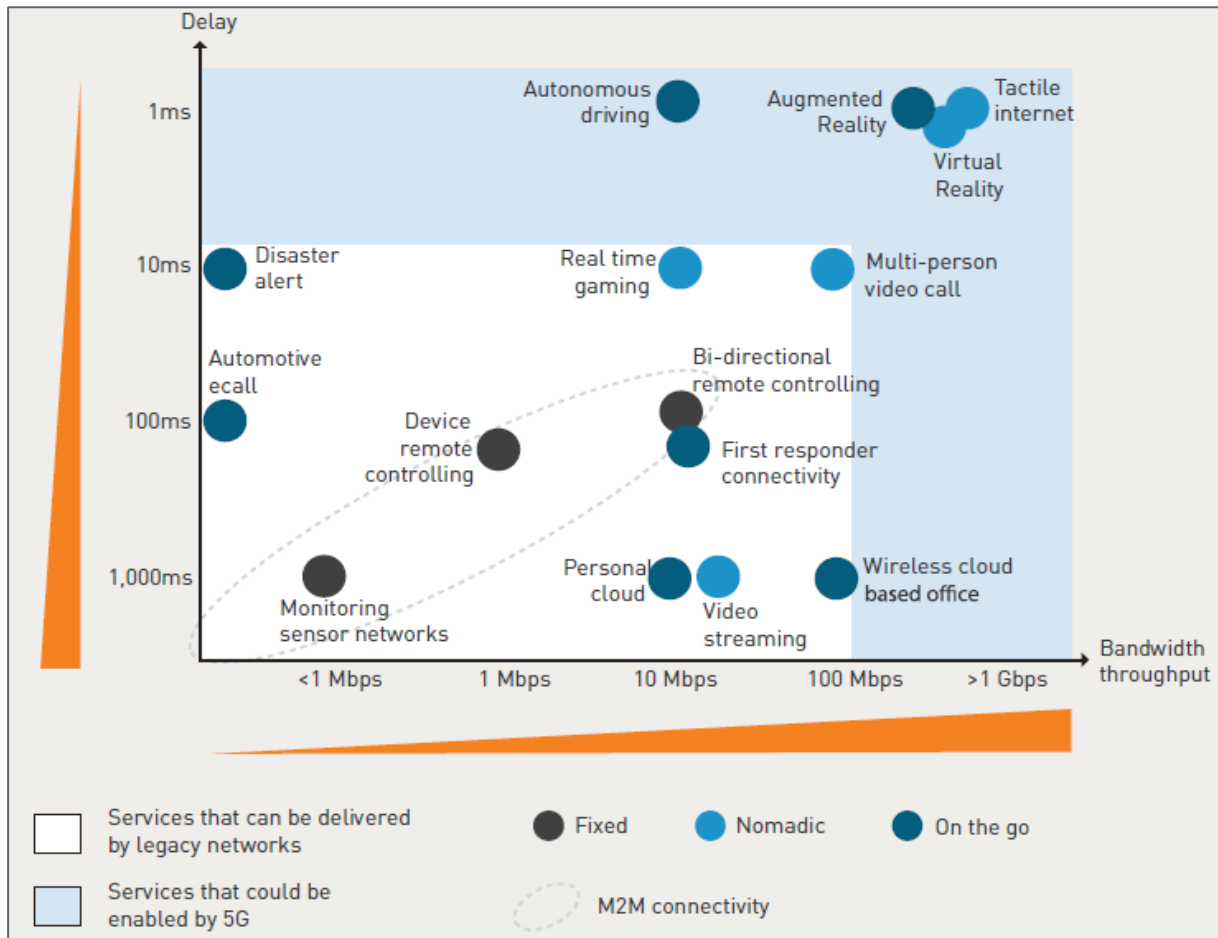 Delay
1ms
Autonomous
driving
Augmented
Reality
Tactile
internet
Virtual
Reality
10ms
Disaster
alert
Real time
gaming
Multi-person
video call
Automotive
ecall
Bi-directional
remote controlling
100ms
Device
remote
controlling
First responder
connectivity
1,000ms
Monitoring
sensor networks
Personal
cloud
Video
streaming
Wireless cloud
based office
Bandwidth
throughput
<1 Mbps
1 Mbps
10 Mbps
100 Mbps
>1 Gbps
Services that can be delivered
by legacy networks
Fixed
Nomadic
On the go
Services that could be
enabled by 5G
M2M connectivity